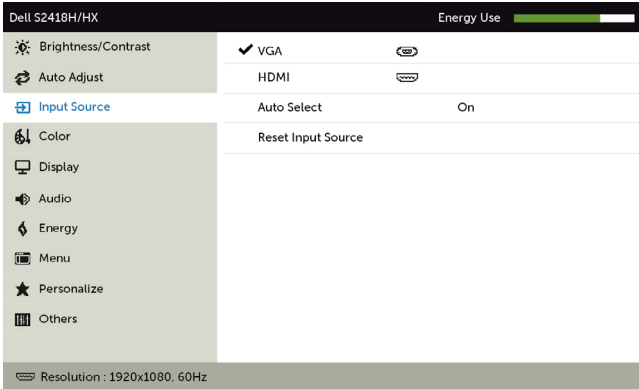 Dell S2418H/HX Energy Use
Brightness/Contrast
VGA
Auto Adjust
HDMI
Input Source
Auto Select On
Color
Reset Input Source
Display
Audio
Energy
Menu
Personalize
Others
Resolution : 1920x1080, 60Hz